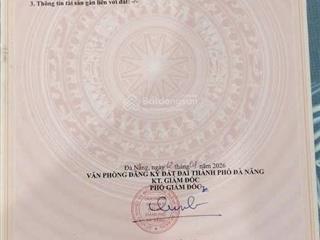 3. Thông tin tài sản gắn liền với đất: -/-
Batdongsan
Đà Nẵng, ngày tháng năm 2026
VĂN PHÒNG ĐĂNG KÝ ĐẤT ĐAI THÀNH PHỐ ĐÀ NẴNG
KT. GIÁM ĐỐC
PHÓ GIÁM ĐỐC